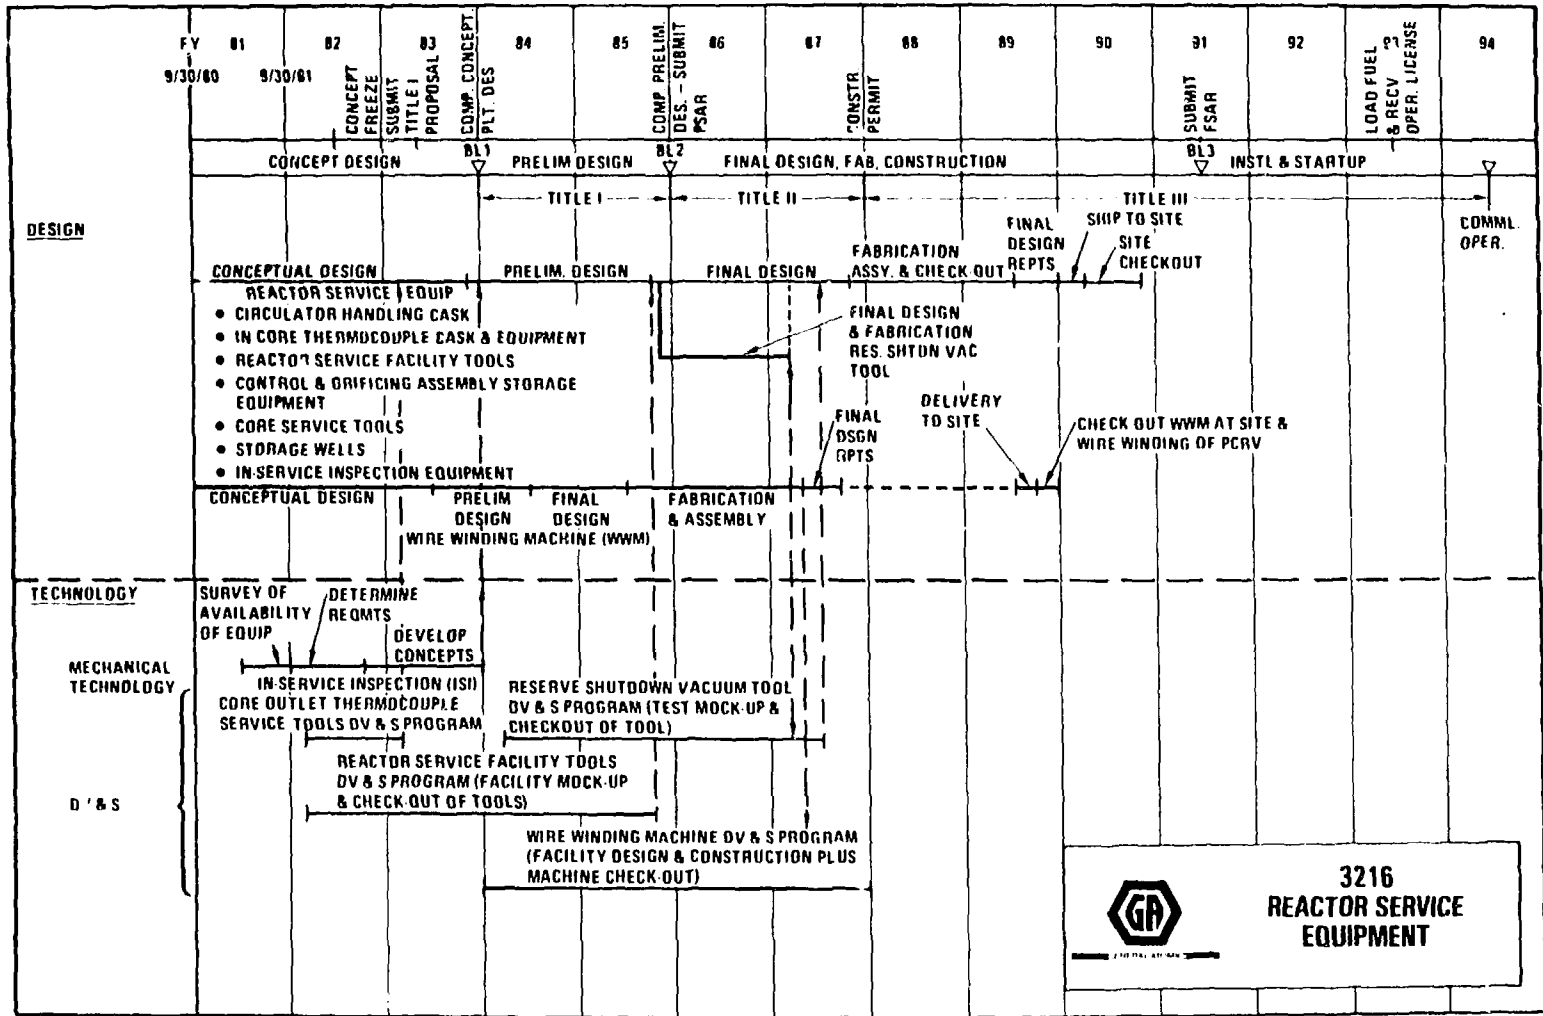 FY 81 82 83 84 85 86 87 88 89 90 91 92 94
9/30/80 9/30/81
CONCEPT
FREEZE
SUBMIT
TITLE I
PROPOSAL
COMP. CONCEPT.
PLT. DES
COMP PRELIM.
DES. - SUBMIT
PSAR
CONSTR
PERMIT
SUBMIT
FSAR
LOAD FUEL
& RECV
OPER. LICENSE
BL1 BL2 BL3
CONCEPT DESIGN PRELIM DESIGN FINAL DESIGN, FAB, CONSTRUCTION INSTL & STARTUP
TITLE I TITLE II TITLE III
COMML.
OPER.
DESIGN
CONCEPTUAL DESIGN PRELIM. DESIGN FINAL DESIGN
FABRICATION
ASSY. & CHECK-OUT
FINAL
DESIGN
REPTS
SHIP TO SITE
SITE
CHECKOUT
REACTOR SERVICE EQUIP
• CIRCULATOR HANDLING CASK
• IN CORE THERMOCOUPLE CASK & EQUIPMENT
• REACTOR SERVICE FACILITY TOOLS
• CONTROL & ORIFICING ASSEMBLY STORAGE
EQUIPMENT
• CORE SERVICE TOOLS
• STORAGE WELLS
• IN-SERVICE INSPECTION EQUIPMENT
FINAL DESIGN
& FABRICATION
RES. SHTDN VAC
TOOL
FINAL
DSGN
RPTS
DELIVERY
TO SITE
CHECK OUT WWM AT SITE &
WIRE WINDING OF PCRV
CONCEPTUAL DESIGN
PRELIM
DESIGN
FINAL
DESIGN
FABRICATION
& ASSEMBLY
WIRE WINDING MACHINE (WWM)
TECHNOLOGY
SURVEY OF
AVAILABILITY
OF EQUIP
DETERMINE
REQMTS
DEVELOP
CONCEPTS
MECHANICAL
TECHNOLOGY
IN-SERVICE INSPECTION (ISI)
CORE OUTLET THERMOCOUPLE
SERVICE TOOLS DV & S PROGRAM
RESERVE SHUTDOWN VACUUM TOOL
DV & S PROGRAM (TEST MOCK-UP &
CHECKOUT OF TOOL)
REACTOR SERVICE FACILITY TOOLS
DV & S PROGRAM (FACILITY MOCK-UP
& CHECK-OUT OF TOOLS)
D ' & S
WIRE WINDING MACHINE DV & S PROGRAM
(FACILITY DESIGN & CONSTRUCTION PLUS
MACHINE CHECK-OUT)
GA
3216
REACTOR SERVICE
EQUIPMENT